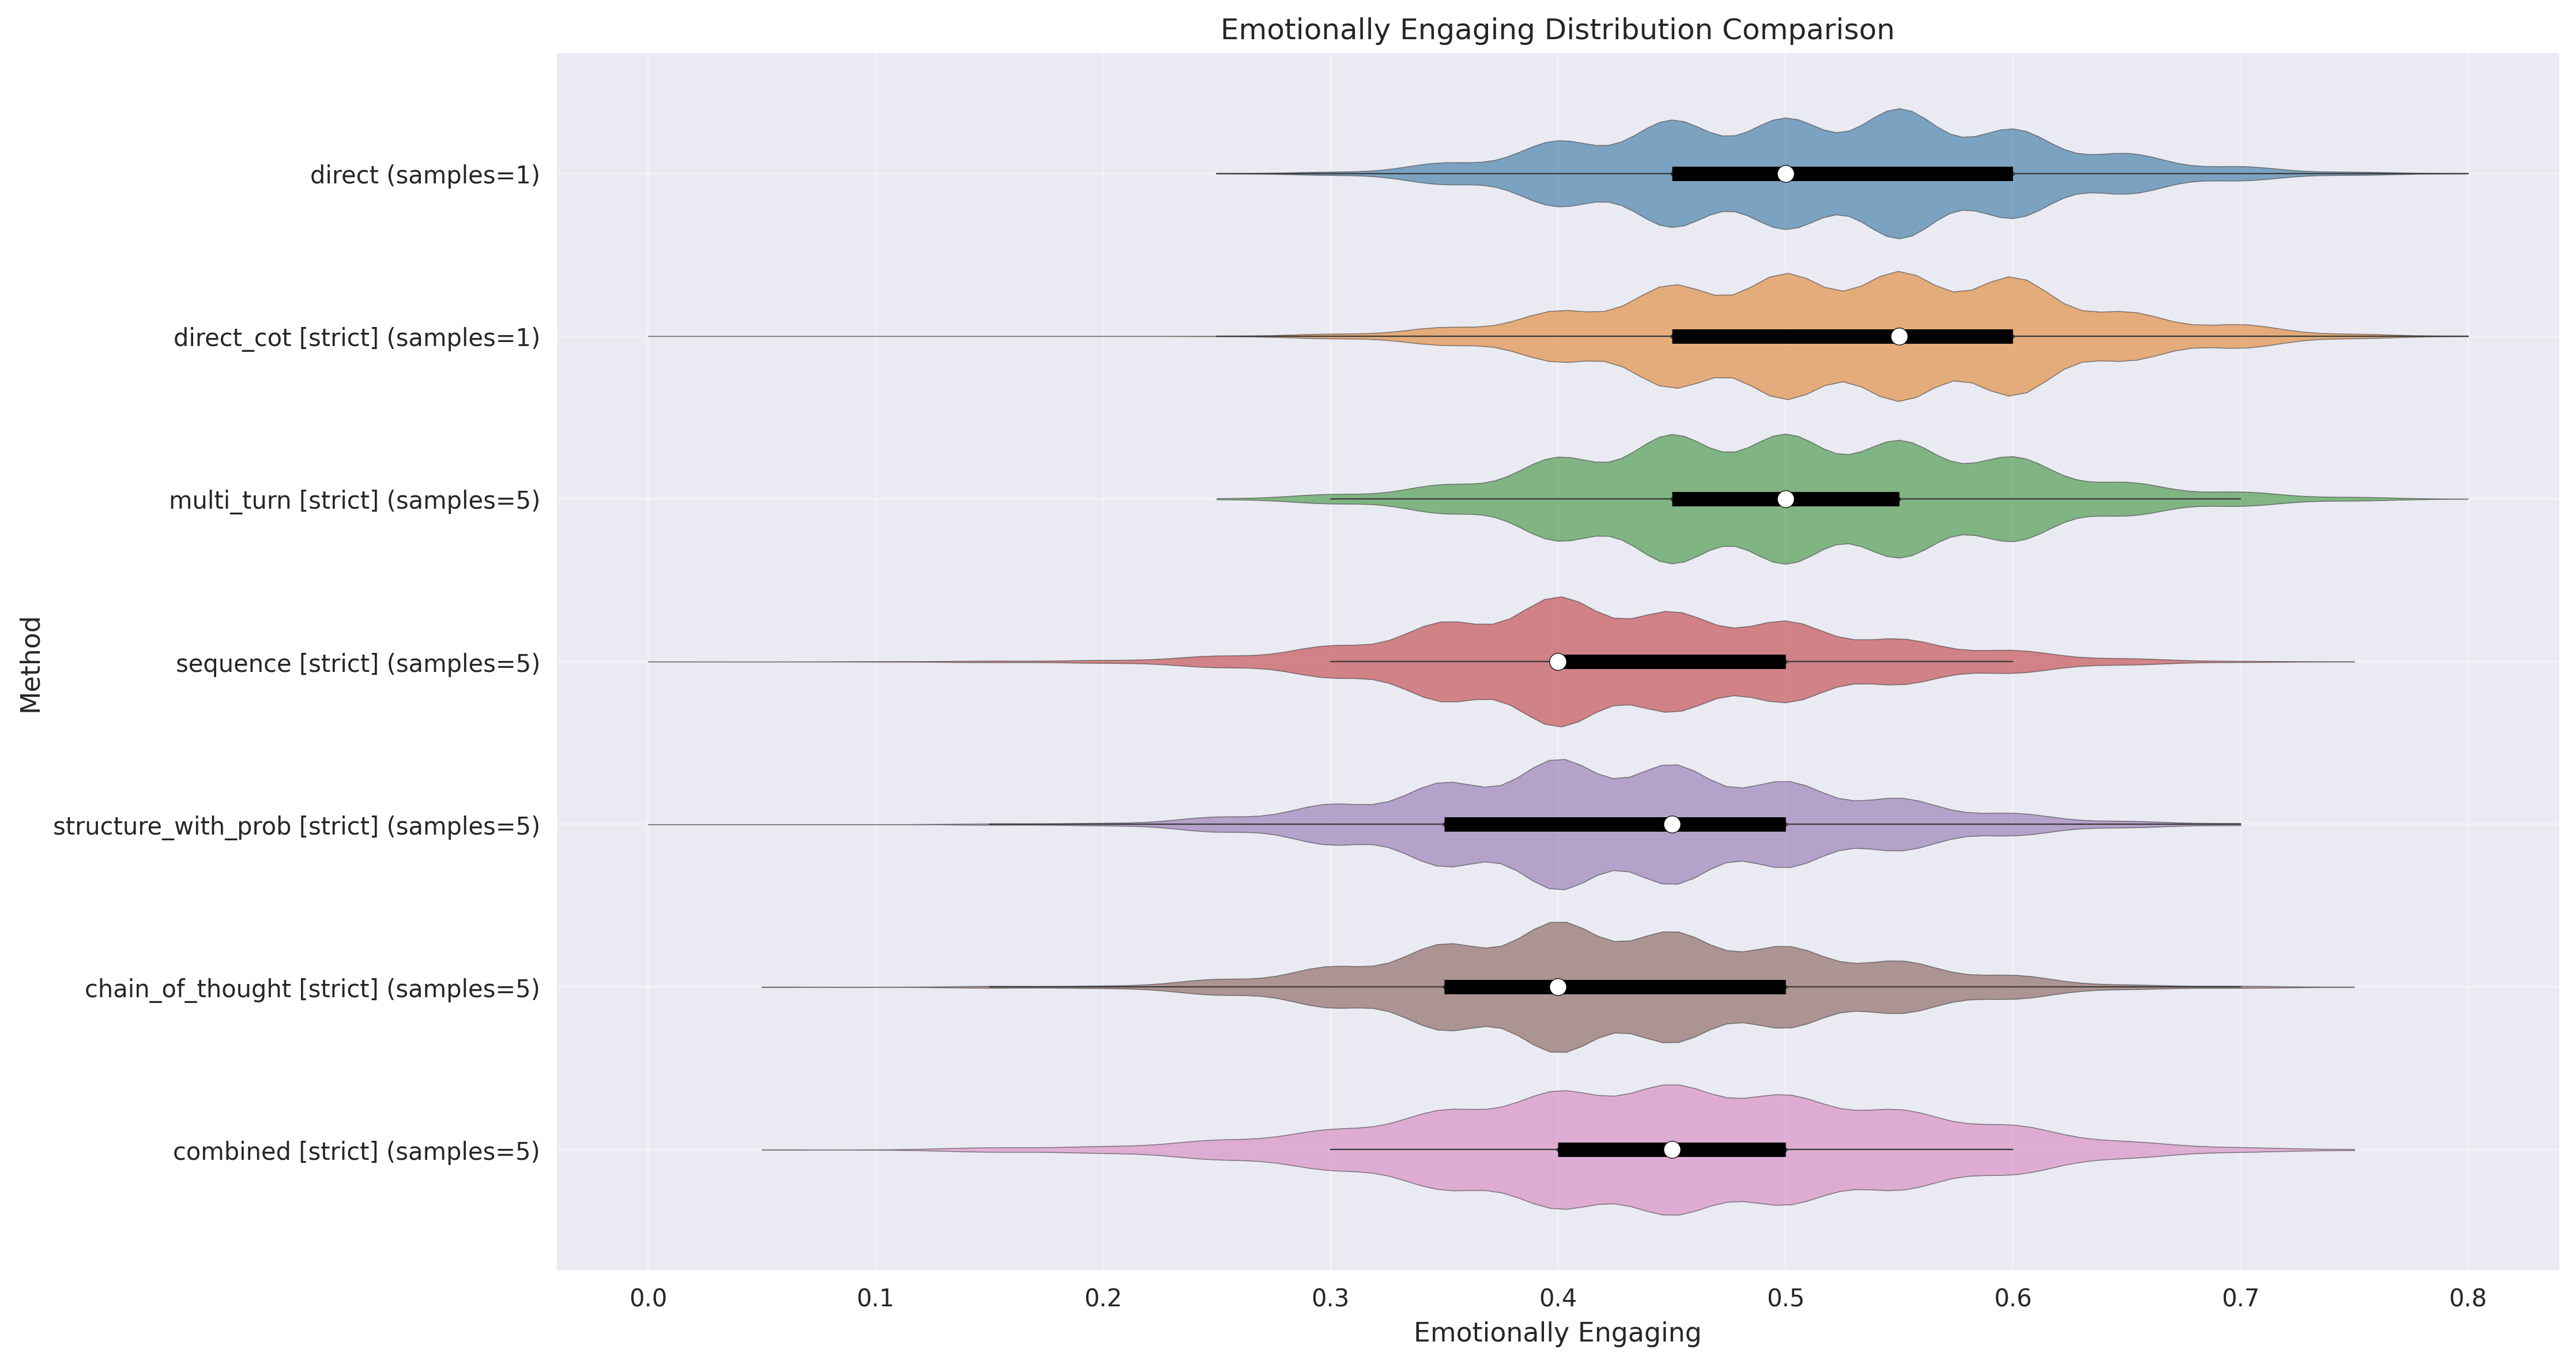 Emotionally Engaging Distribution Comparison
Method
direct (samples=1)
direct_cot [strict] (samples=1)
multi_turn [strict] (samples=5)
sequence [strict] (samples=5)
structure_with_prob [strict] (samples=5)
chain_of_thought [strict] (samples=5)
combined [strict] (samples=5)
0.0 0.1 0.2 0.3 0.4 0.5 0.6 0.7 0.8
Emotionally Engaging